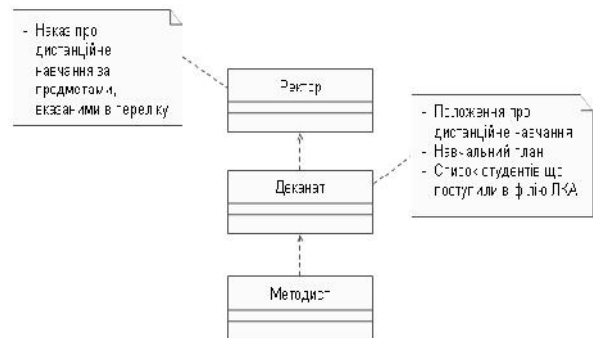 - Наказ про
дистанційне
навчання за
предметами,
вказаними в переліку
Ректор
- Положення про
дистанційне навчання
- Навчальний план
- Список студентів що
поступили в філію ЛКА
Деканат
Методист